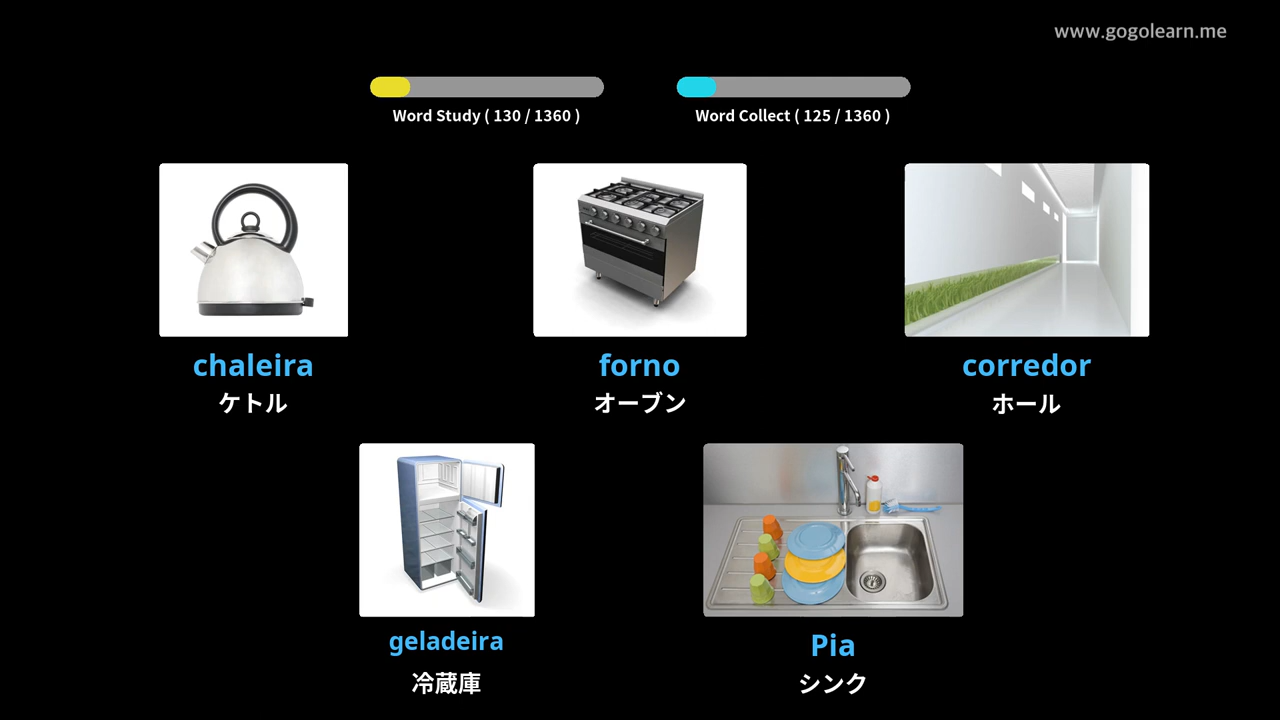 www.gogolearn.me
Word Study ( 130 / 1360 )
Word Collect ( 125 / 1360 )
chaleira
ケトル
forno
オーブン
corredor
ホール
geladeira
冷蔵庫
Pia
シンク